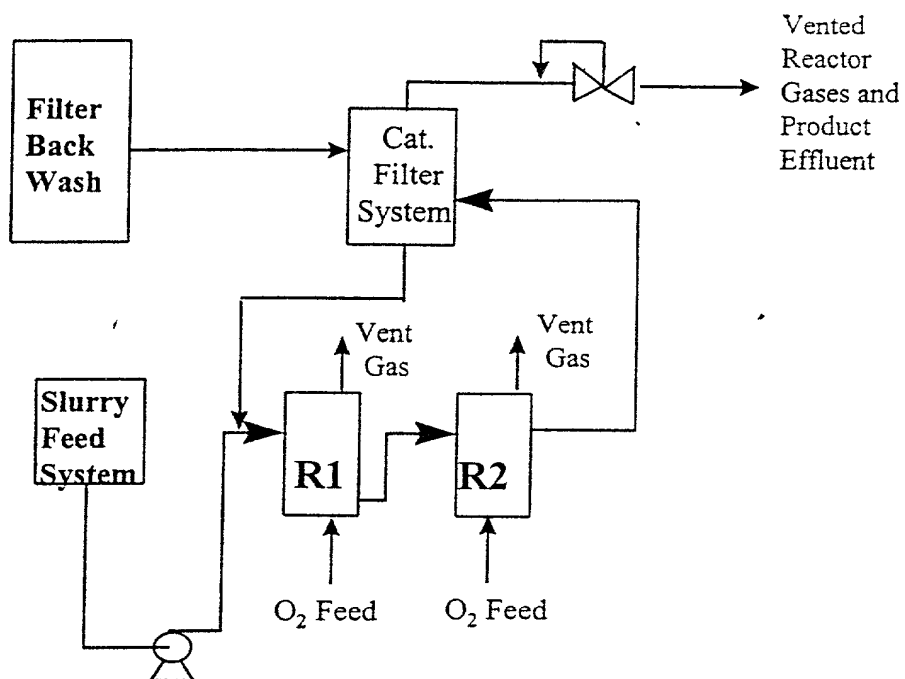 Vented
Reactor
Gases and
Product
Effluent
Filter
Back
Wash
Cat.
Filter
System
Vent
Gas
Vent
Gas
Slurry
Feed
System
R1
R2
O₂ Feed
O₂ Feed